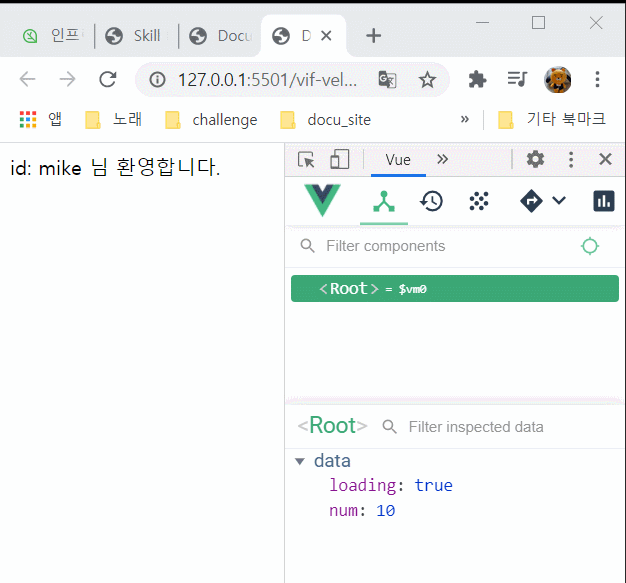 인프
Skill
Docu
D
127.0.0.1:5501/vif-vel...
앱
노래
challenge
docu_site
»
기타 북마크
id: mike 님 환영합니다.
Vue
»
Filter components
<Root> = $vm0
<Root>
Filter inspected data
data
loading: true
num: 10